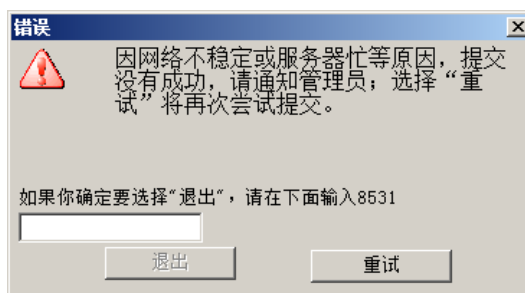 错误
因网络不稳定或服务器忙等原因，提交
没有成功，请通知管理员；选择“重
试”将再次尝试提交。
如果你确定要选择“退出“，请在下面输入8531
退出
重试